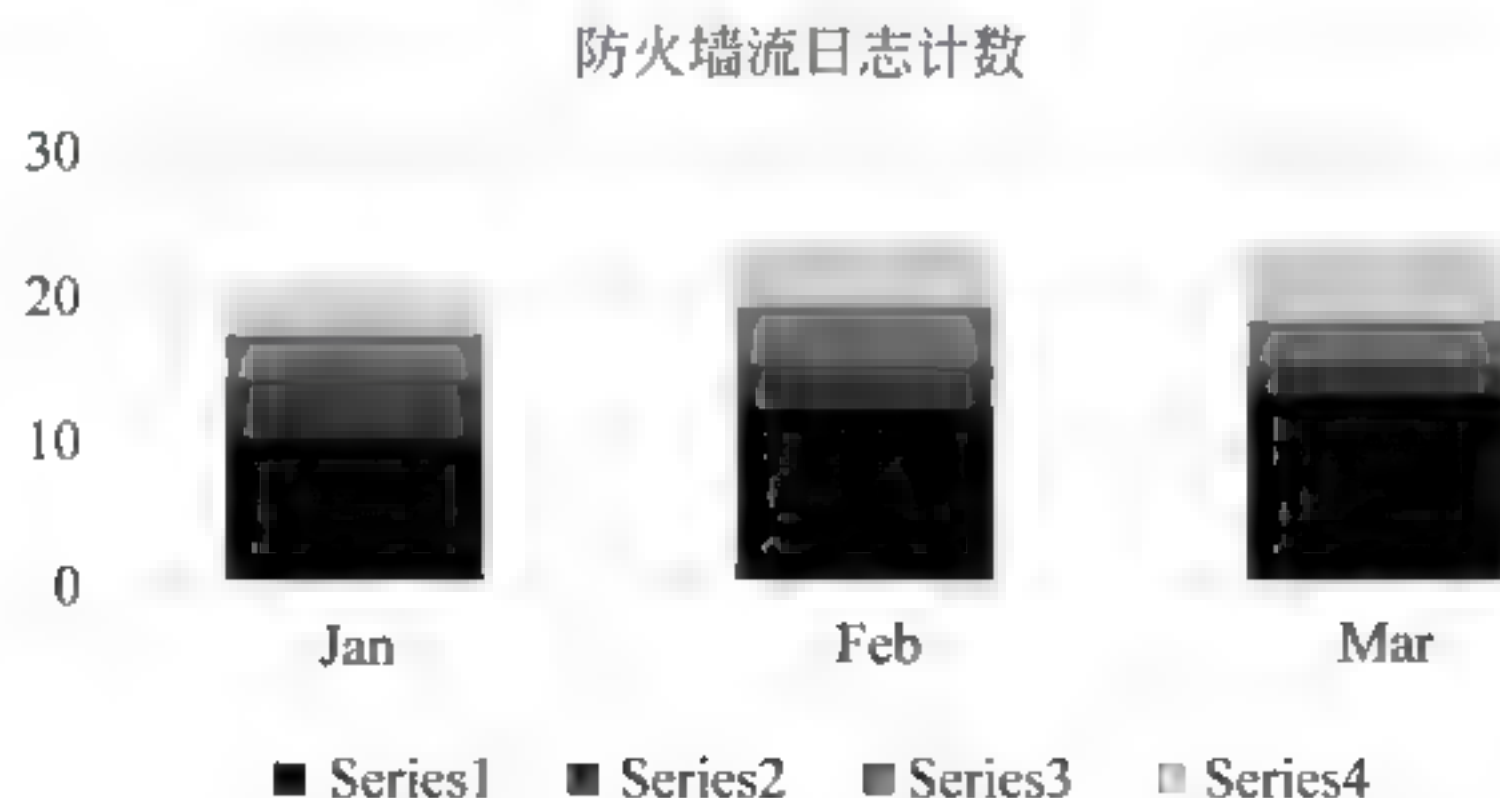 防火墙流日志计数
30
20
10
0
Jan Feb Mar
Series1 Series2 Series3 Series4